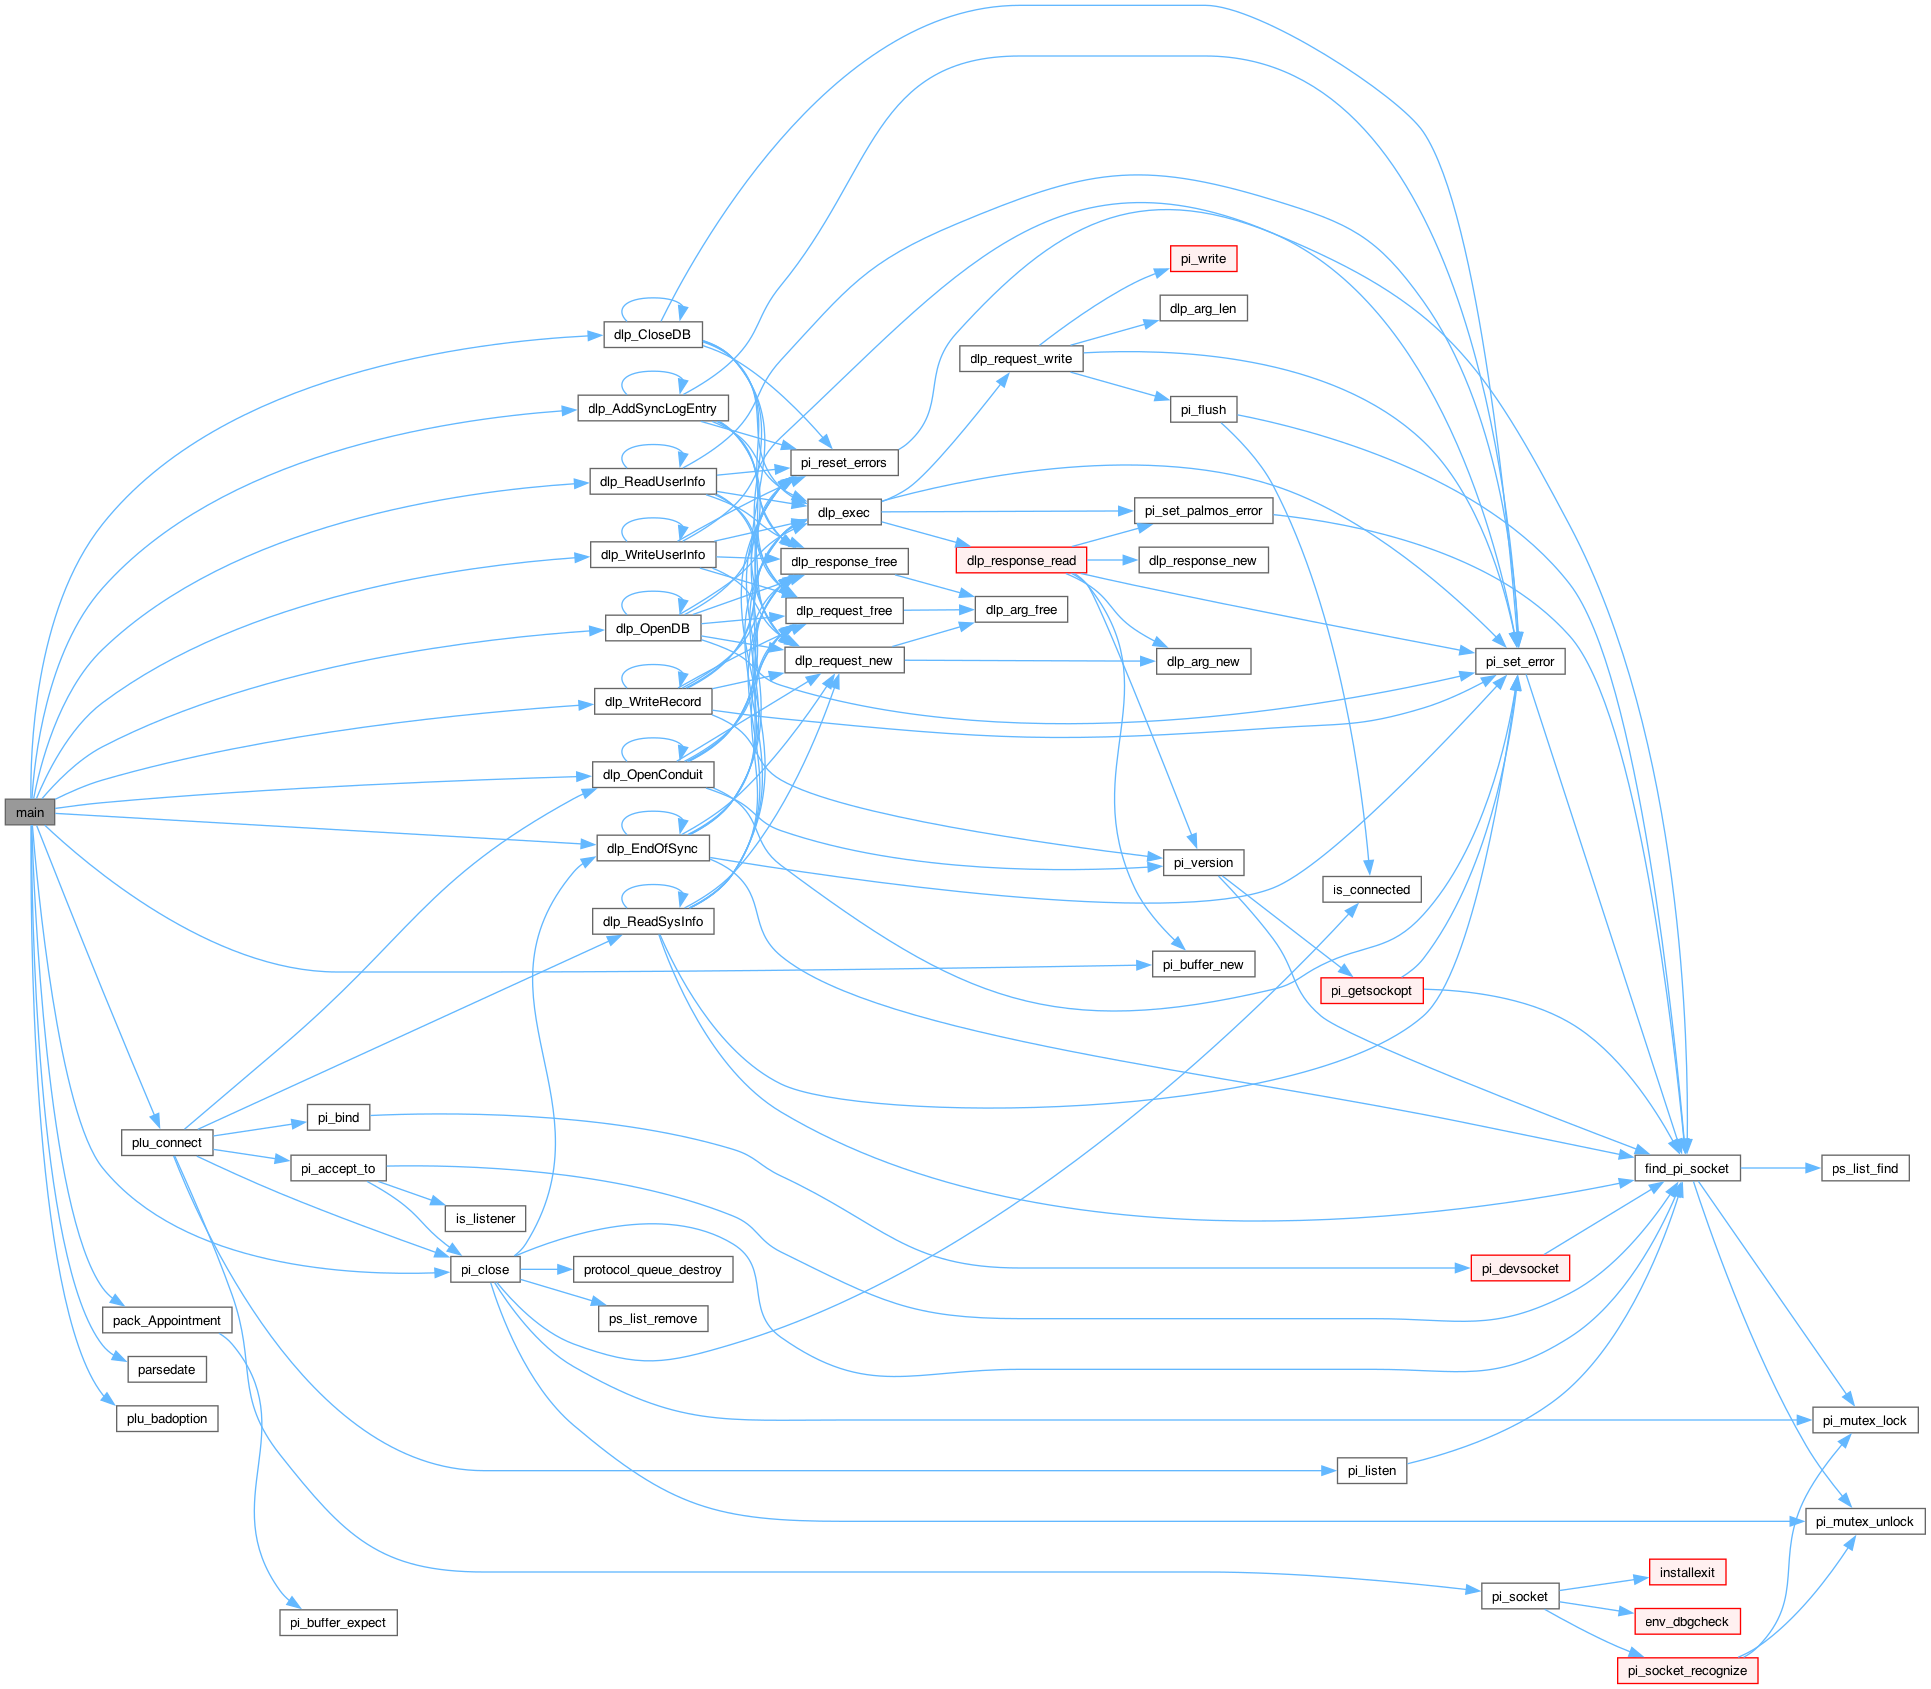 main
dlp_CloseDB
dlp_AddSyncLogEntry
dlp_ReadUserInfo
dlp_WriteUserInfo
dlp_OpenDB
dlp_WriteRecord
dlp_OpenConduit
dlp_EndOfSync
dlp_ReadSysInfo
plu_connect
pi_bind
pi_accept_to
is_listener
pi_close
protocol_queue_destroy
ps_list_remove
pack_Appointment
parsedate
plu_badoption
pi_buffer_expect
pi_reset_errors
dlp_exec
dlp_response_free
dlp_request_free
dlp_request_new
pi_write
dlp_arg_len
dlp_request_write
pi_flush
pi_set_palmos_error
dlp_response_read
dlp_response_new
dlp_arg_free
dlp_arg_new
pi_set_error
pi_version
is_connected
pi_buffer_new
pi_getsockopt
find_pi_socket
ps_list_find
pi_devsocket
pi_mutex_lock
pi_listen
pi_mutex_unlock
installexit
pi_socket
env_dbgcheck
pi_socket_recognize